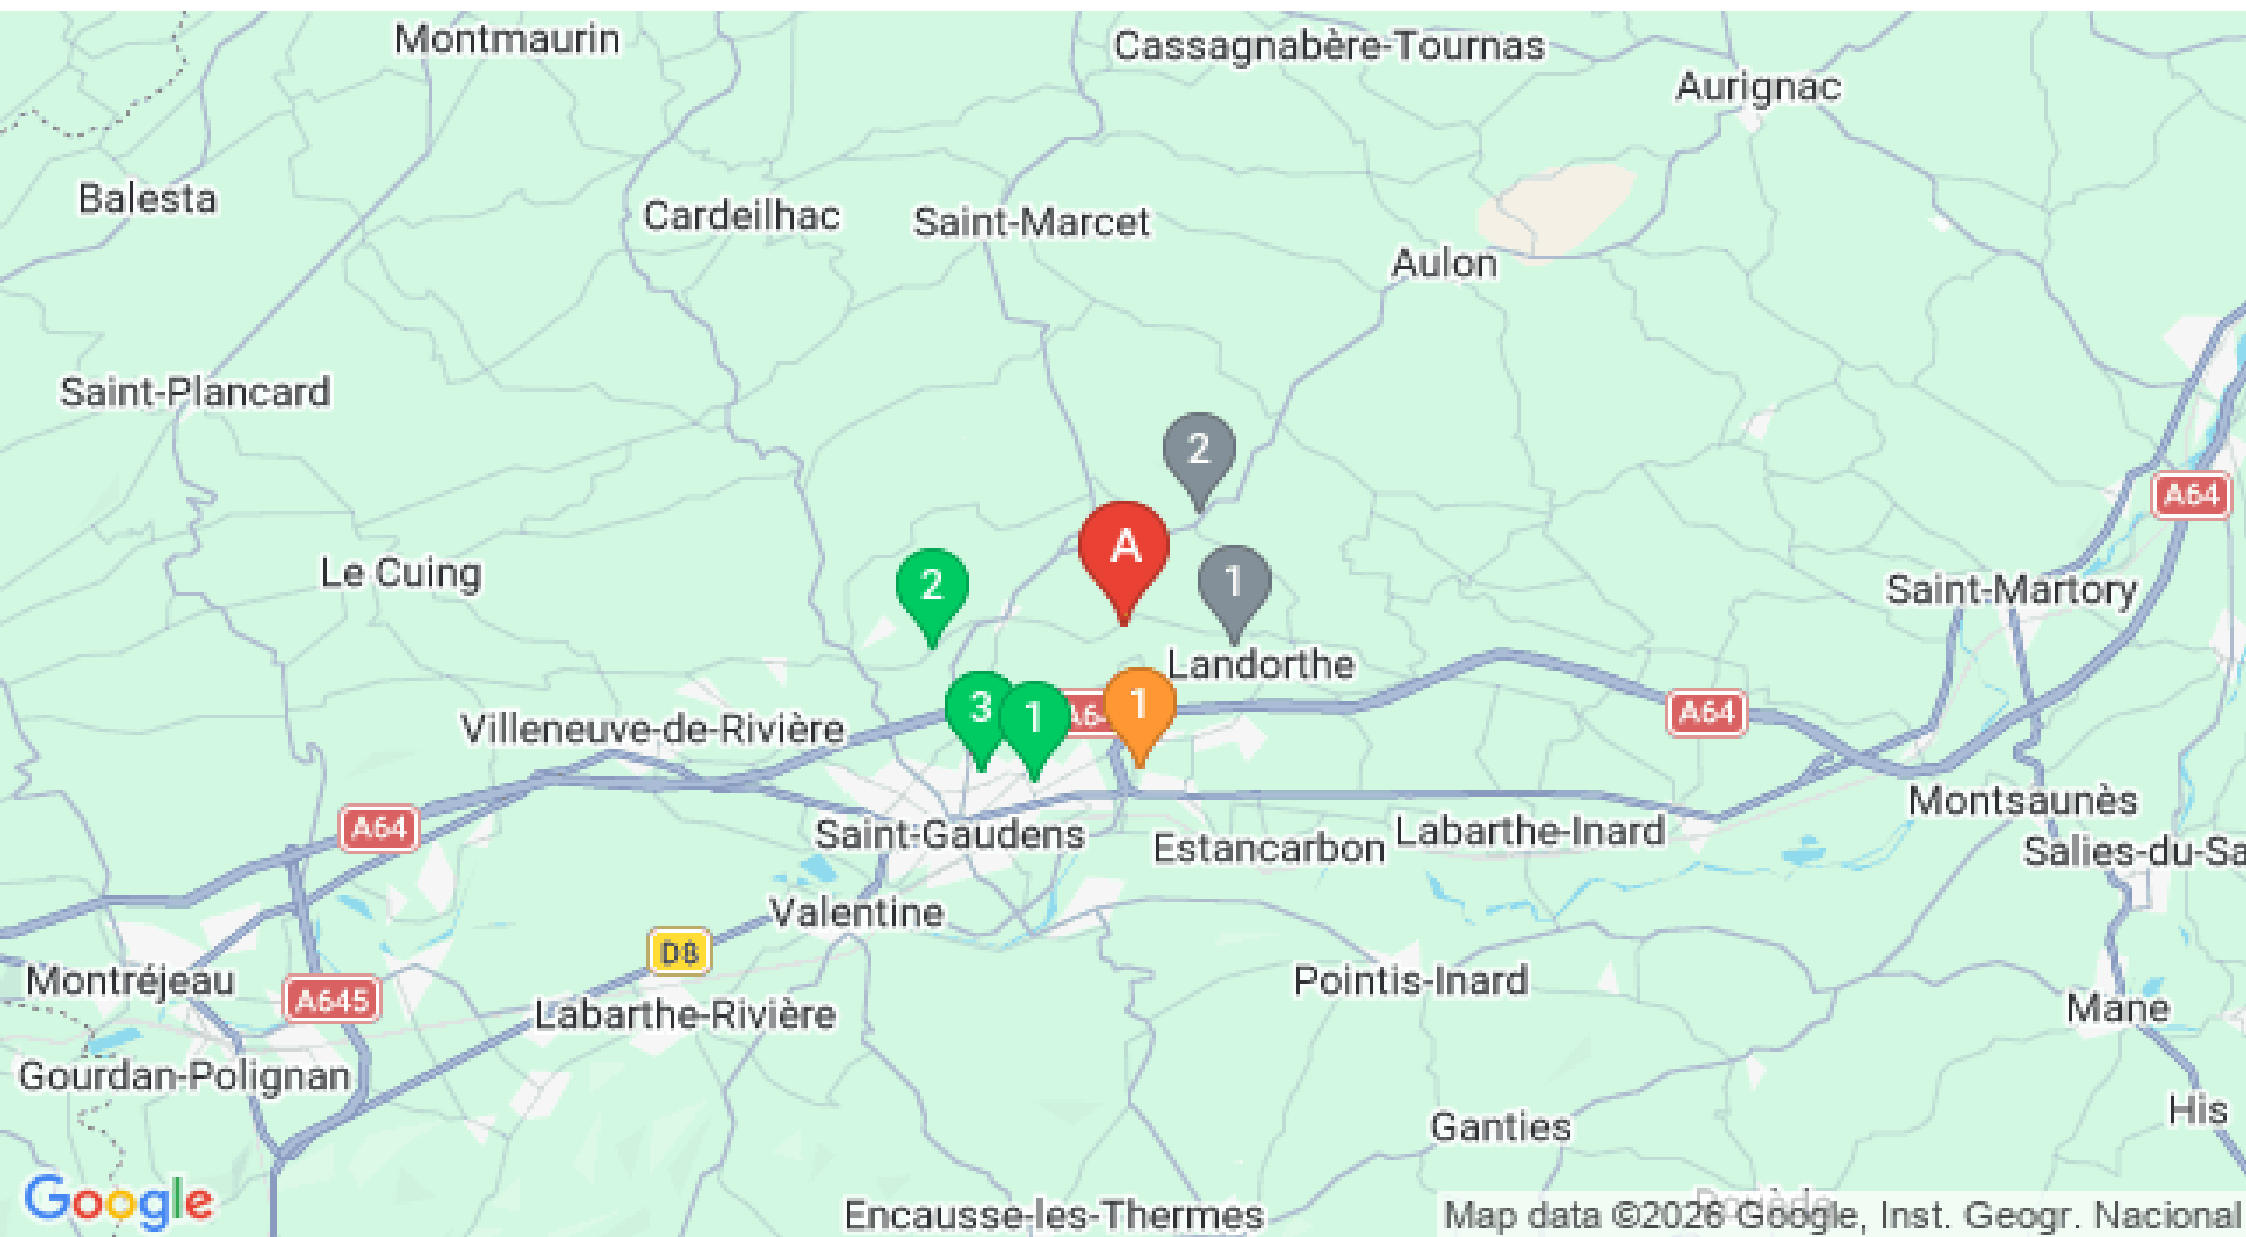 Montmaurin
Cassagnabère-Tournas
Aurignac
Balesta
Cardeilhac
Saint-Marcet
Aulon
Saint-Plancard
2
A64
A
Le Cuing
2
1
Saint-Martory
Landorthe
3
1
A64
1
A64
Villeneuve-de-Rivière
Montsaunès
A64
Saint-Gaudens
Estancarbon
Labarthe-Inard
Salies-du-Sa
Valentine
D8
Montréjeau
A645
Pointis-Inard
Labarthe-Rivière
Mane
Gourdan-Polignan
His
Ganties
Google
Encausse-les-Thermes
Map data ©2026 Google, Inst. Geogr. Nacional